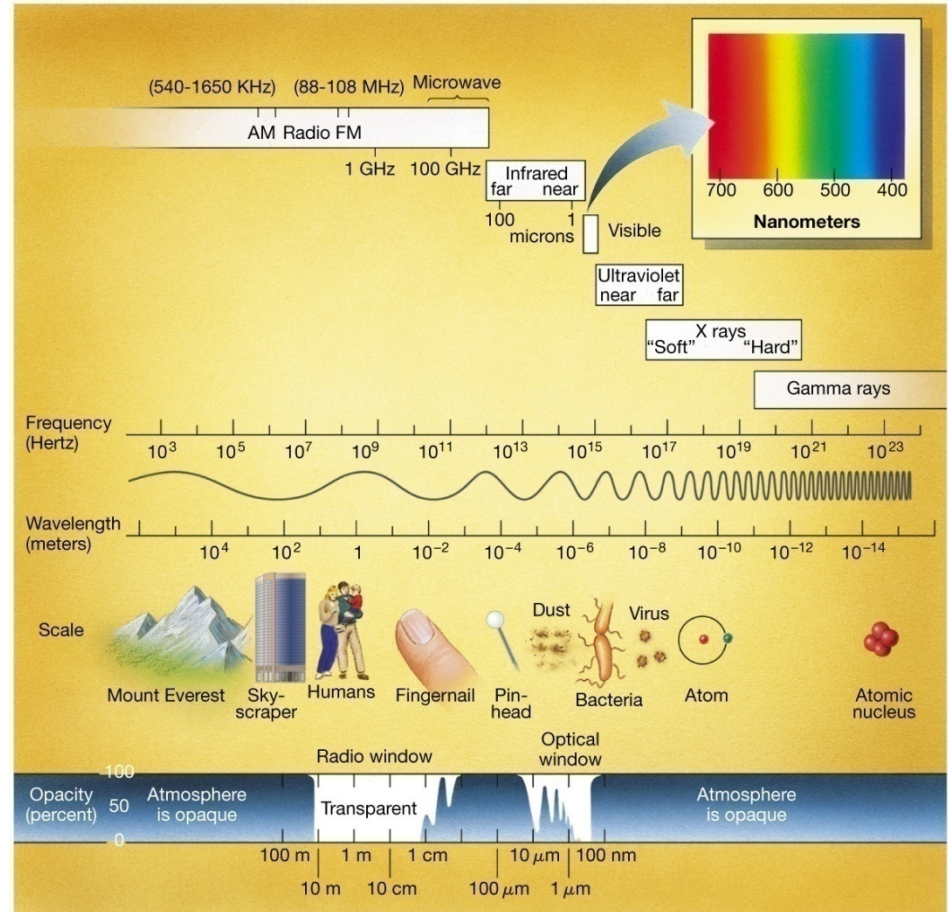 (540-1650 KHz) (88-108 MHz) Microwave
AM Radio FM
1 GHz 100 GHz
Infrared
far near
100 1
microns
Visible
700 600 500 400
Nanometers
Ultraviolet
near far
X rays
“Soft” “Hard”
Gamma rays
Frequency
(Hertz)
10³ 10⁵ 10⁷ 10⁹ 10¹¹ 10¹³ 10¹⁵ 10¹⁷ 10¹⁹ 10²¹ 10²³
Wavelength
(meters)
10⁴ 10² 1 10⁻² 10⁻⁴ 10⁻⁶ 10⁻⁸ 10⁻¹⁰ 10⁻¹² 10⁻¹⁴
Scale
Mount Everest
Sky-
scraper
Humans
Fingernail
Pin-
head
Dust
Bacteria
Virus
Atom
Atomic
nucleus
Radio window
Optical
window
Opacity
(percent)
100
50
0
Atmosphere
is opaque
Transparent
Atmosphere
is opaque
100 m 1 m 1 cm 10 μm 100 nm
10 m 10 cm 100 μm 1 μm